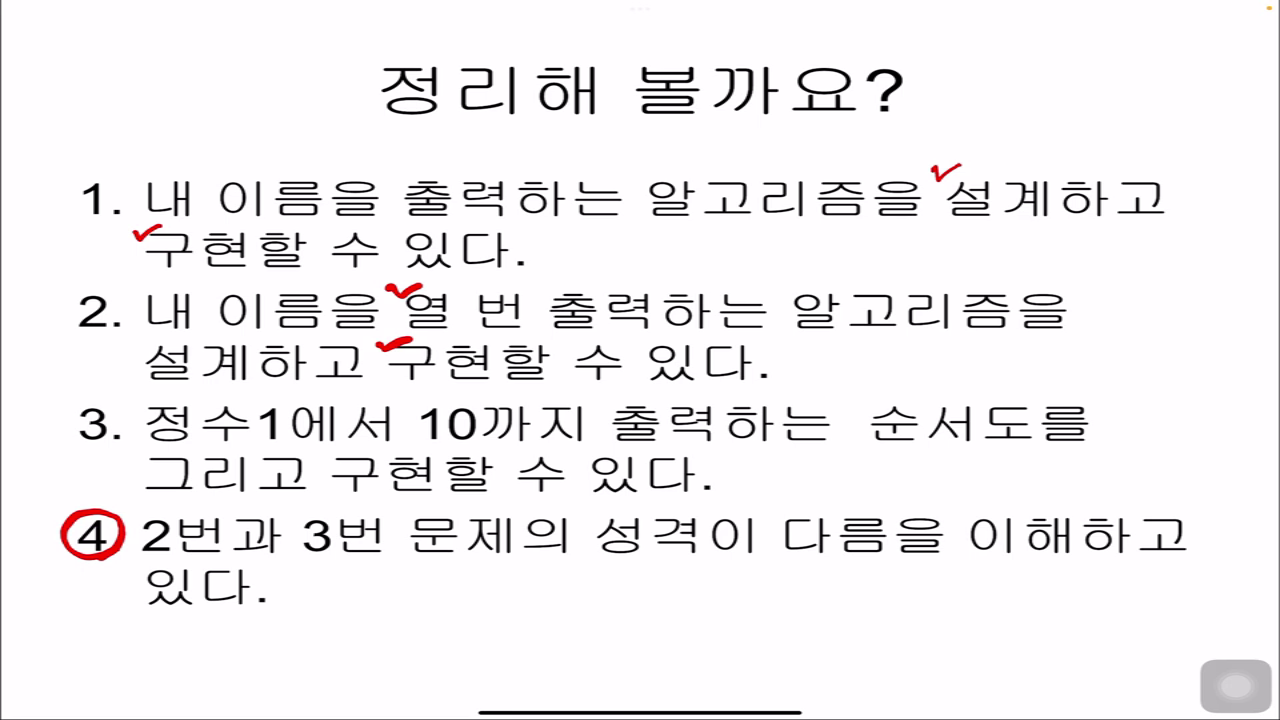 정리해 볼까요?
1. 내 이름을 출력하는 알고리즘을 설계하고
구현할 수 있다.
2. 내 이름을 열 번 출력하는 알고리즘을
설계하고 구현할 수 있다.
3. 정수1에서 10까지 출력하는 순서도를
그리고 구현할 수 있다.
4 2번과 3번 문제의 성격이 다름을 이해하고
있다.